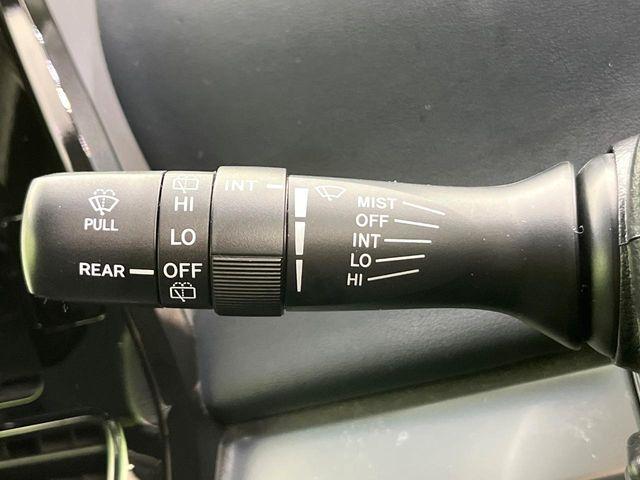 PULL
REAR
HI
LO
OFF
INT
MIST
OFF
INT
LO
HI